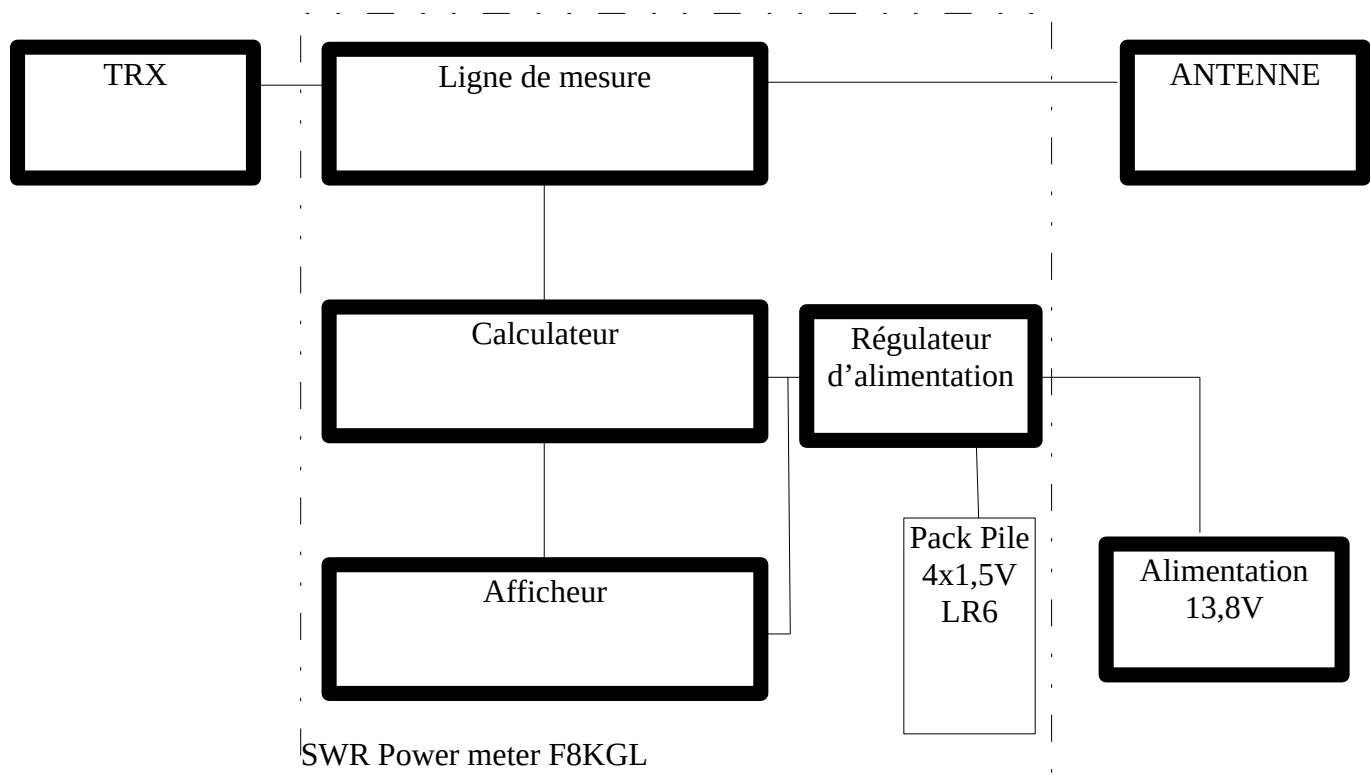 TRX
Ligne de mesure
ANTENNE
Calculateur
Régulateur
d’alimentation
Pack Pile
4x1,5V
LR6
Alimentation
13,8V
Afficheur
SWR Power meter F8KGL